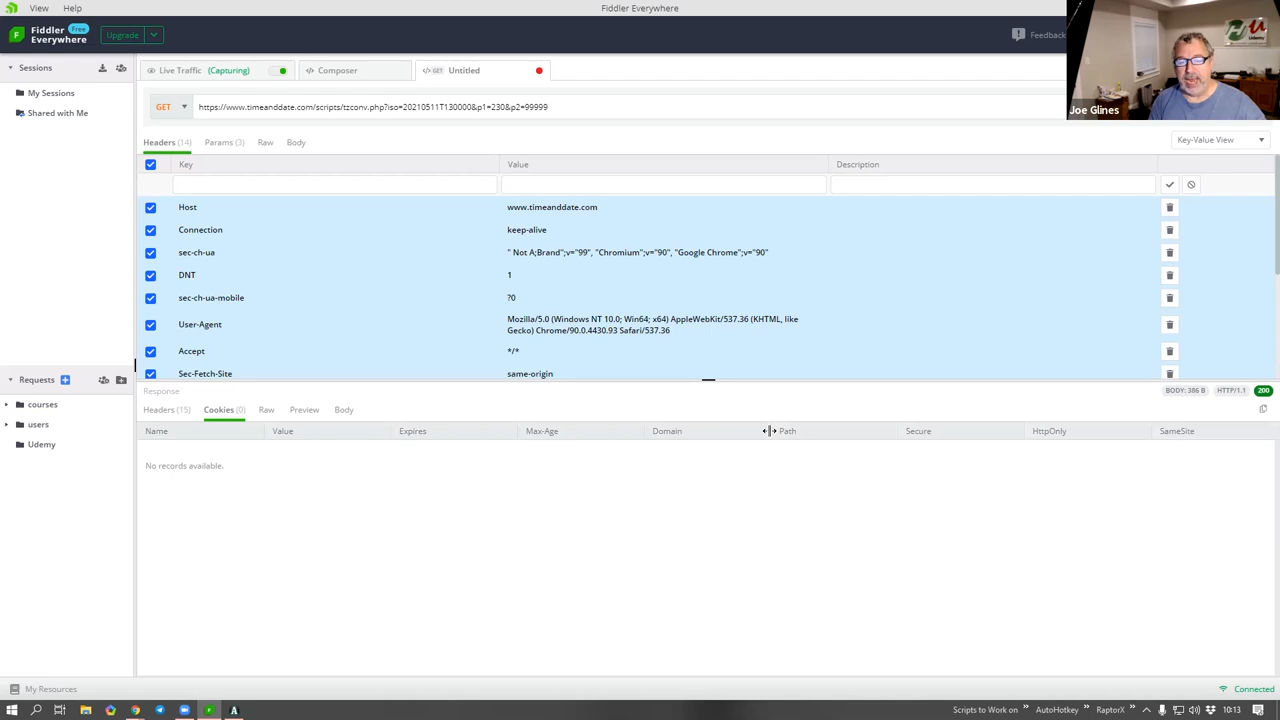 View Help
Fiddler Everywhere
Fiddler
Everywhere
Free
Upgrade
Feedback
Joe Glines
Udemy
Sessions
My Sessions
Shared with Me
Live Traffic (Capturing)
Composer
GET Untitled
GET https://www.timeanddate.com/scripts/tzconv.php?iso=20210511T130000&p1=230&p2=99999
Headers (14) Params (3) Raw Body
Key-Value View
Key Value Description
Host www.timeanddate.com
Connection keep-alive
sec-ch-ua " Not A;Brand";v="99", "Chromium";v="90", "Google Chrome";v="90"
DNT 1
sec-ch-ua-mobile ?0
User-Agent Mozilla/5.0 (Windows NT 10.0; Win64; x64) AppleWebKit/537.36 (KHTML, like
Gecko) Chrome/90.0.4430.93 Safari/537.36
Accept */*
Sec-Fetch-Site same-origin
Requests
courses
users
Udemy
Response
BODY: 386 B HTTP/1.1 200
Headers (15) Cookies (0) Raw Preview Body
Name Value Expires Max-Age Domain Path Secure HttpOnly SameSite
No records available.
My Resources
Connected
Scripts to Work on » AutoHotkey » RaptorX » 10:13